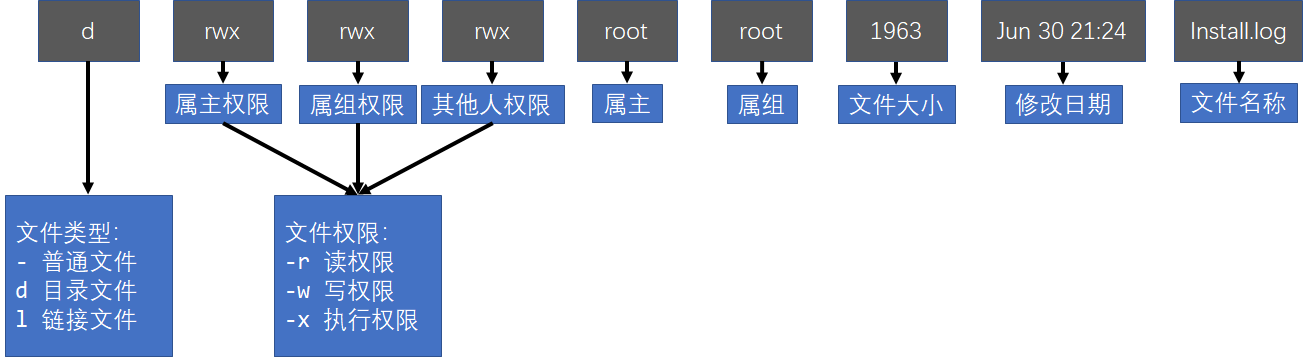 d rwx rwx rwx root root 1963 Jun 30 21:24 Install.log
属主权限 属组权限 其他人权限 属主 属组 文件大小 修改日期 文件名称
文件类型:
- 普通文件
d 目录文件
l 链接文件
文件权限:
-r 读权限
-w 写权限
-x 执行权限